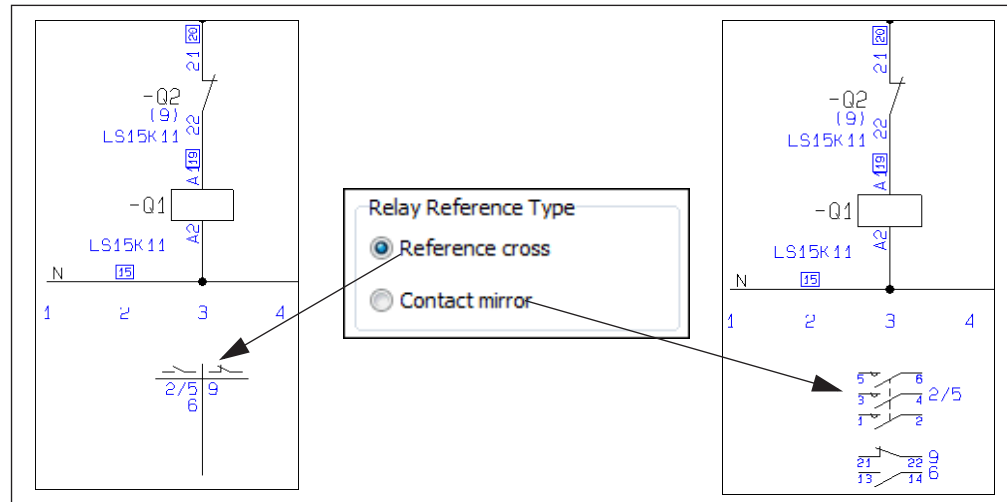 20
21
-Q2
(9)
22
LS15K11
19
A1
-Q1
A2
LS15K11
N
15
1 2 3 4
2/5 9
6
Relay Reference Type
Reference cross
Contact mirror
20
21
-Q2
(9)
22
LS15K11
19
A1
-Q1
A2
LS15K11
N
15
1 2 3 4
5 6
3 4 2/5
1 2
21 22 9
13 14 6